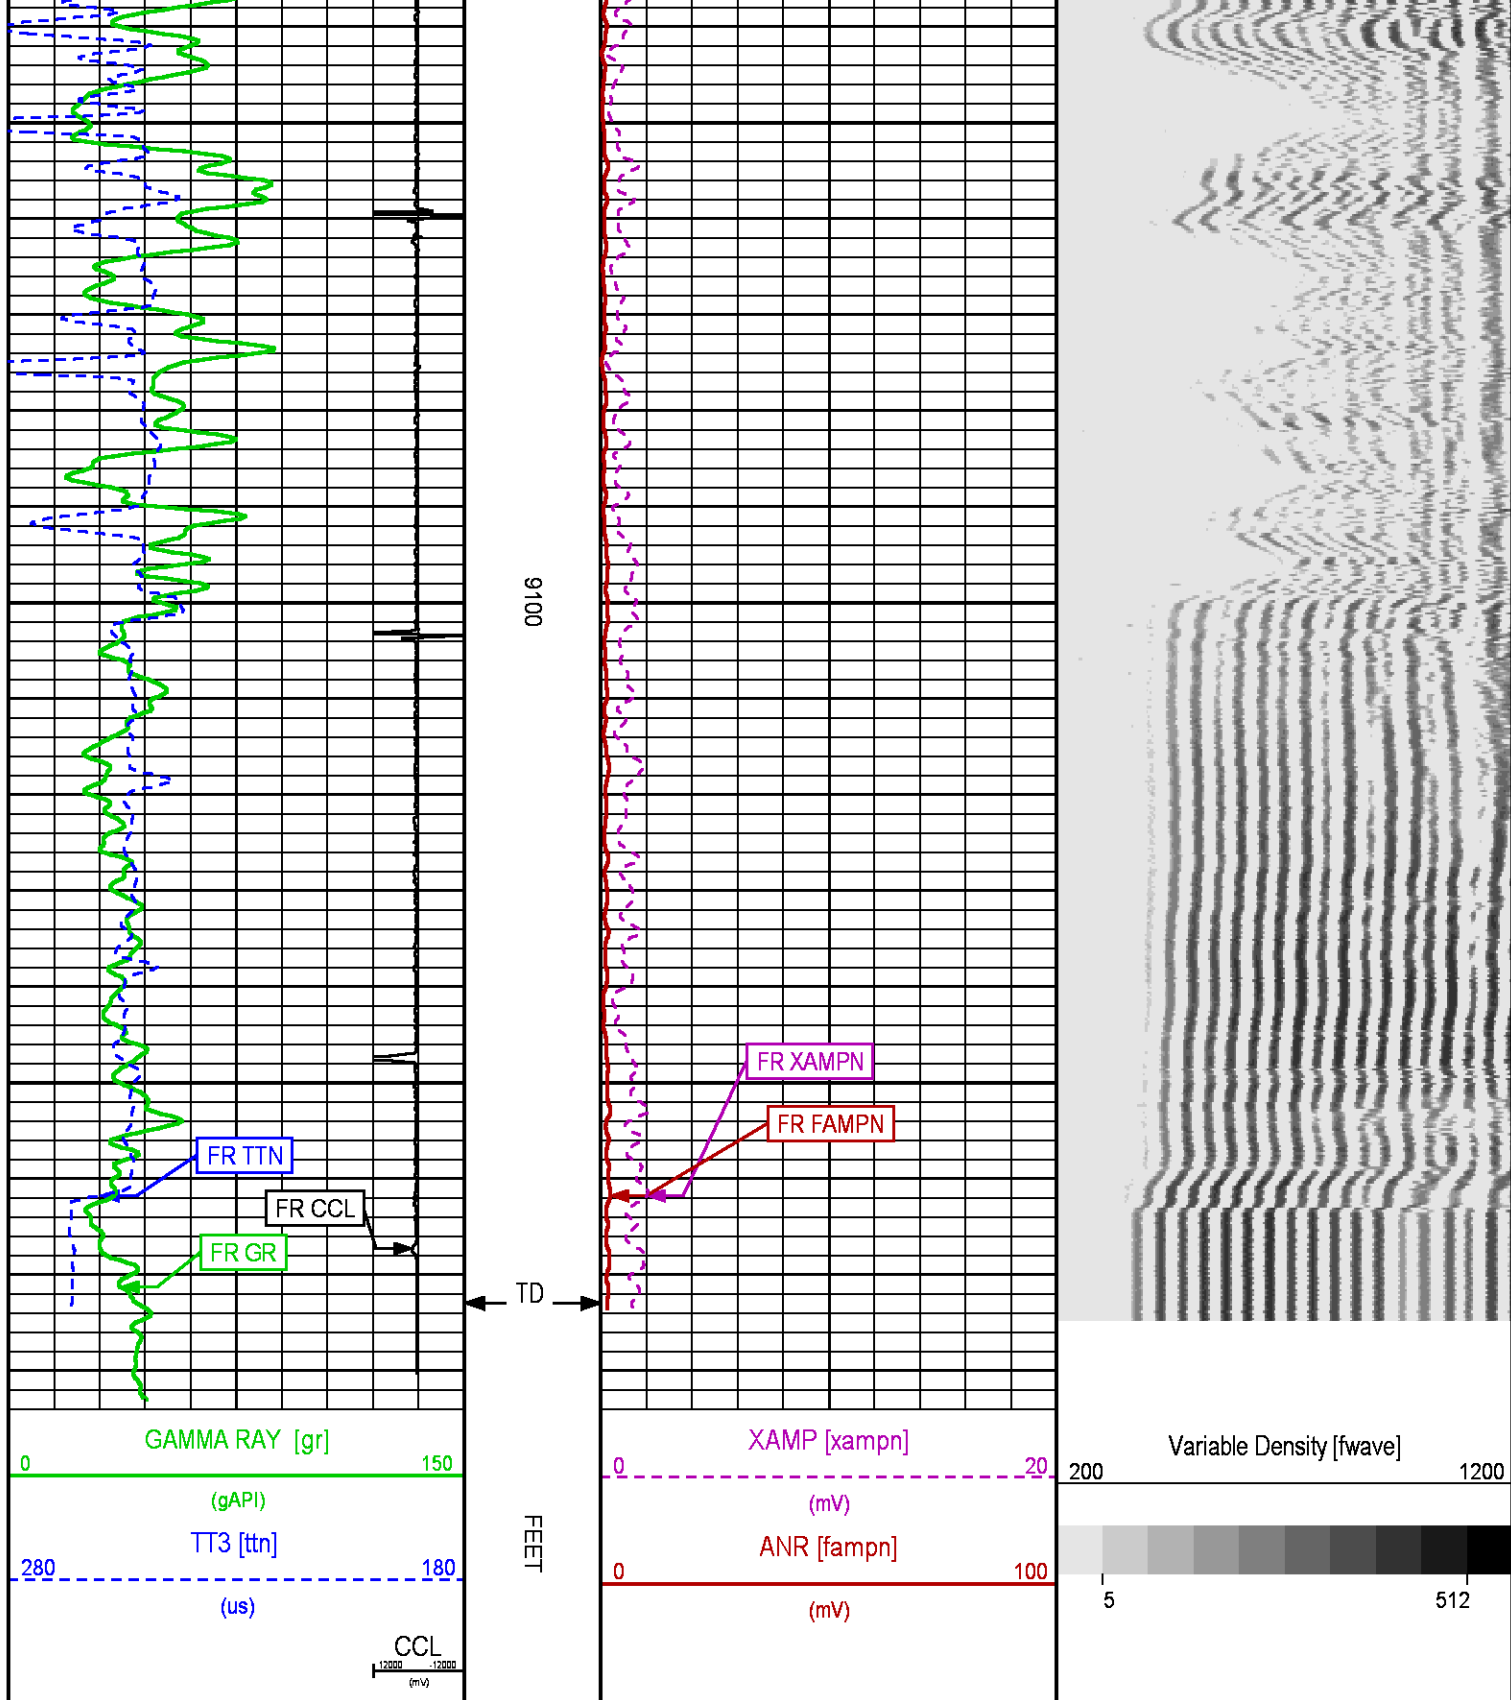 9100
FR XAMPN
FR FAMPN
FR TTN
FR CCL
FR GR
TD
GAMMA RAY [gr]
0 150
(gAPI)
TT3 [ttn]
280 180
(us)
CCL
12000 -12000
(mV)
FEET
XAMP [xampn]
0 20
(mV)
ANR [fampn]
0 100
(mV)
Variable Density [fwave]
200 1200
5 512